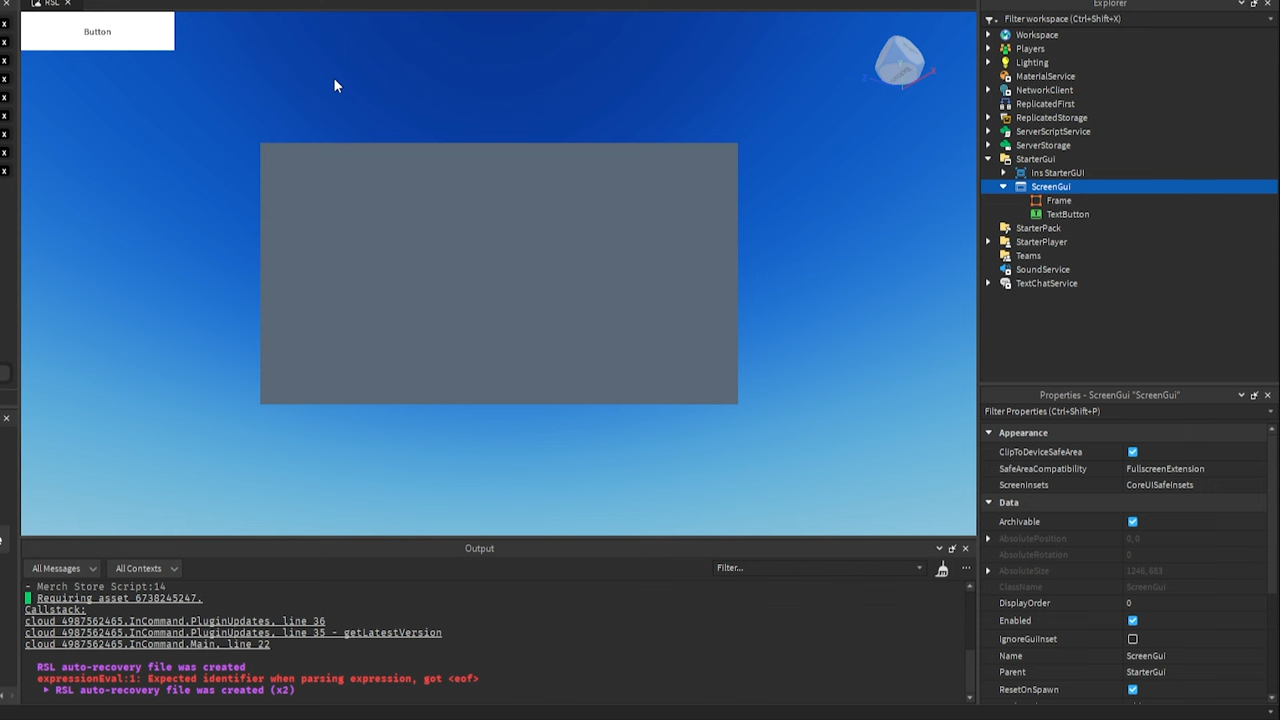 RSL
Button
Explorer
Filter workspace (Ctrl+Shift+X)
Workspace
Players
Lighting
MaterialService
NetworkClient
ReplicatedFirst
ReplicatedStorage
ServerScriptService
ServerStorage
StarterGui
Ins StarterGUI
ScreenGui
Frame
TextButton
StarterPack
StarterPlayer
Teams
SoundService
TextChatService
Properties - ScreenGui "ScreenGui"
Filter Properties (Ctrl+Shift+P)
Appearance
ClipToDeviceSafeArea
SafeAreaCompatibility FullscreenExtension
ScreenInsets CoreUISafeInsets
Data
Archivable
AbsolutePosition 0, 0
AbsoluteRotation 0
AbsoluteSize 1246, 683
ClassName ScreenGui
DisplayOrder 0
Enabled
IgnoreGuiInset
Name ScreenGui
Parent StarterGui
ResetOnSpawn
Output
All Messages All Contexts Filter...
- Merch Store Script:14
Requiring asset 6738245247.
Callstack:
cloud_4987562465.InCommand.PluginUpdates, line 36
cloud_4987562465.InCommand.PluginUpdates, line 35 - getLatestVersion
cloud_4987562465.InCommand.Main, line 22
RSL auto-recovery file was created
expressionEval:1: Expected identifier when parsing expression, got <eof>
RSL auto-recovery file was created (x2)